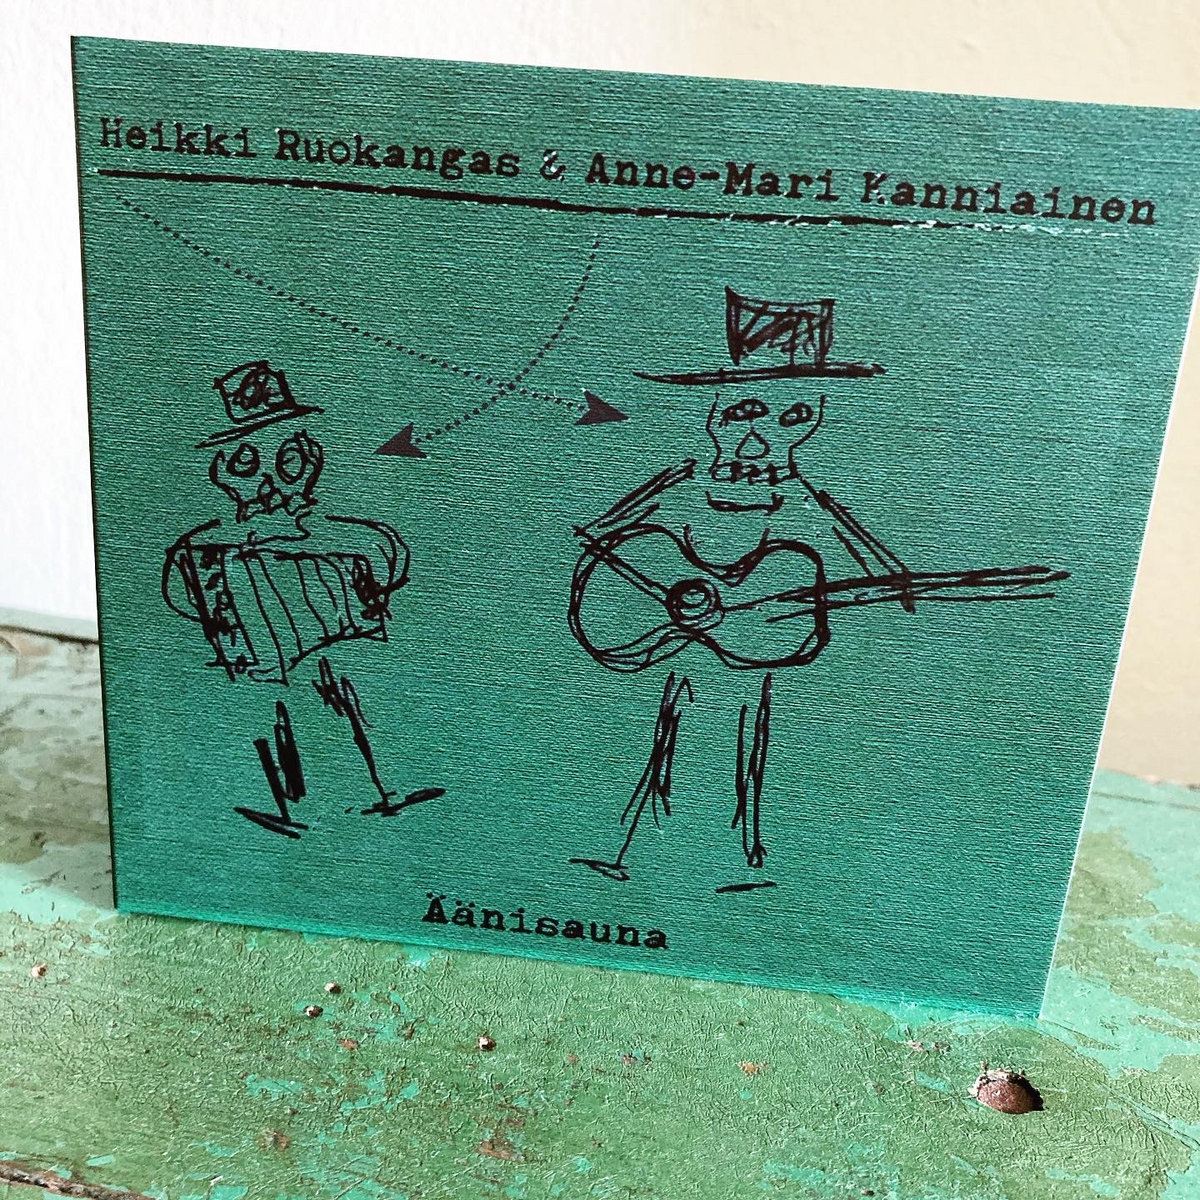 Heikki Ruokangas & Anne-Mari Kanniainen
Äänisauna